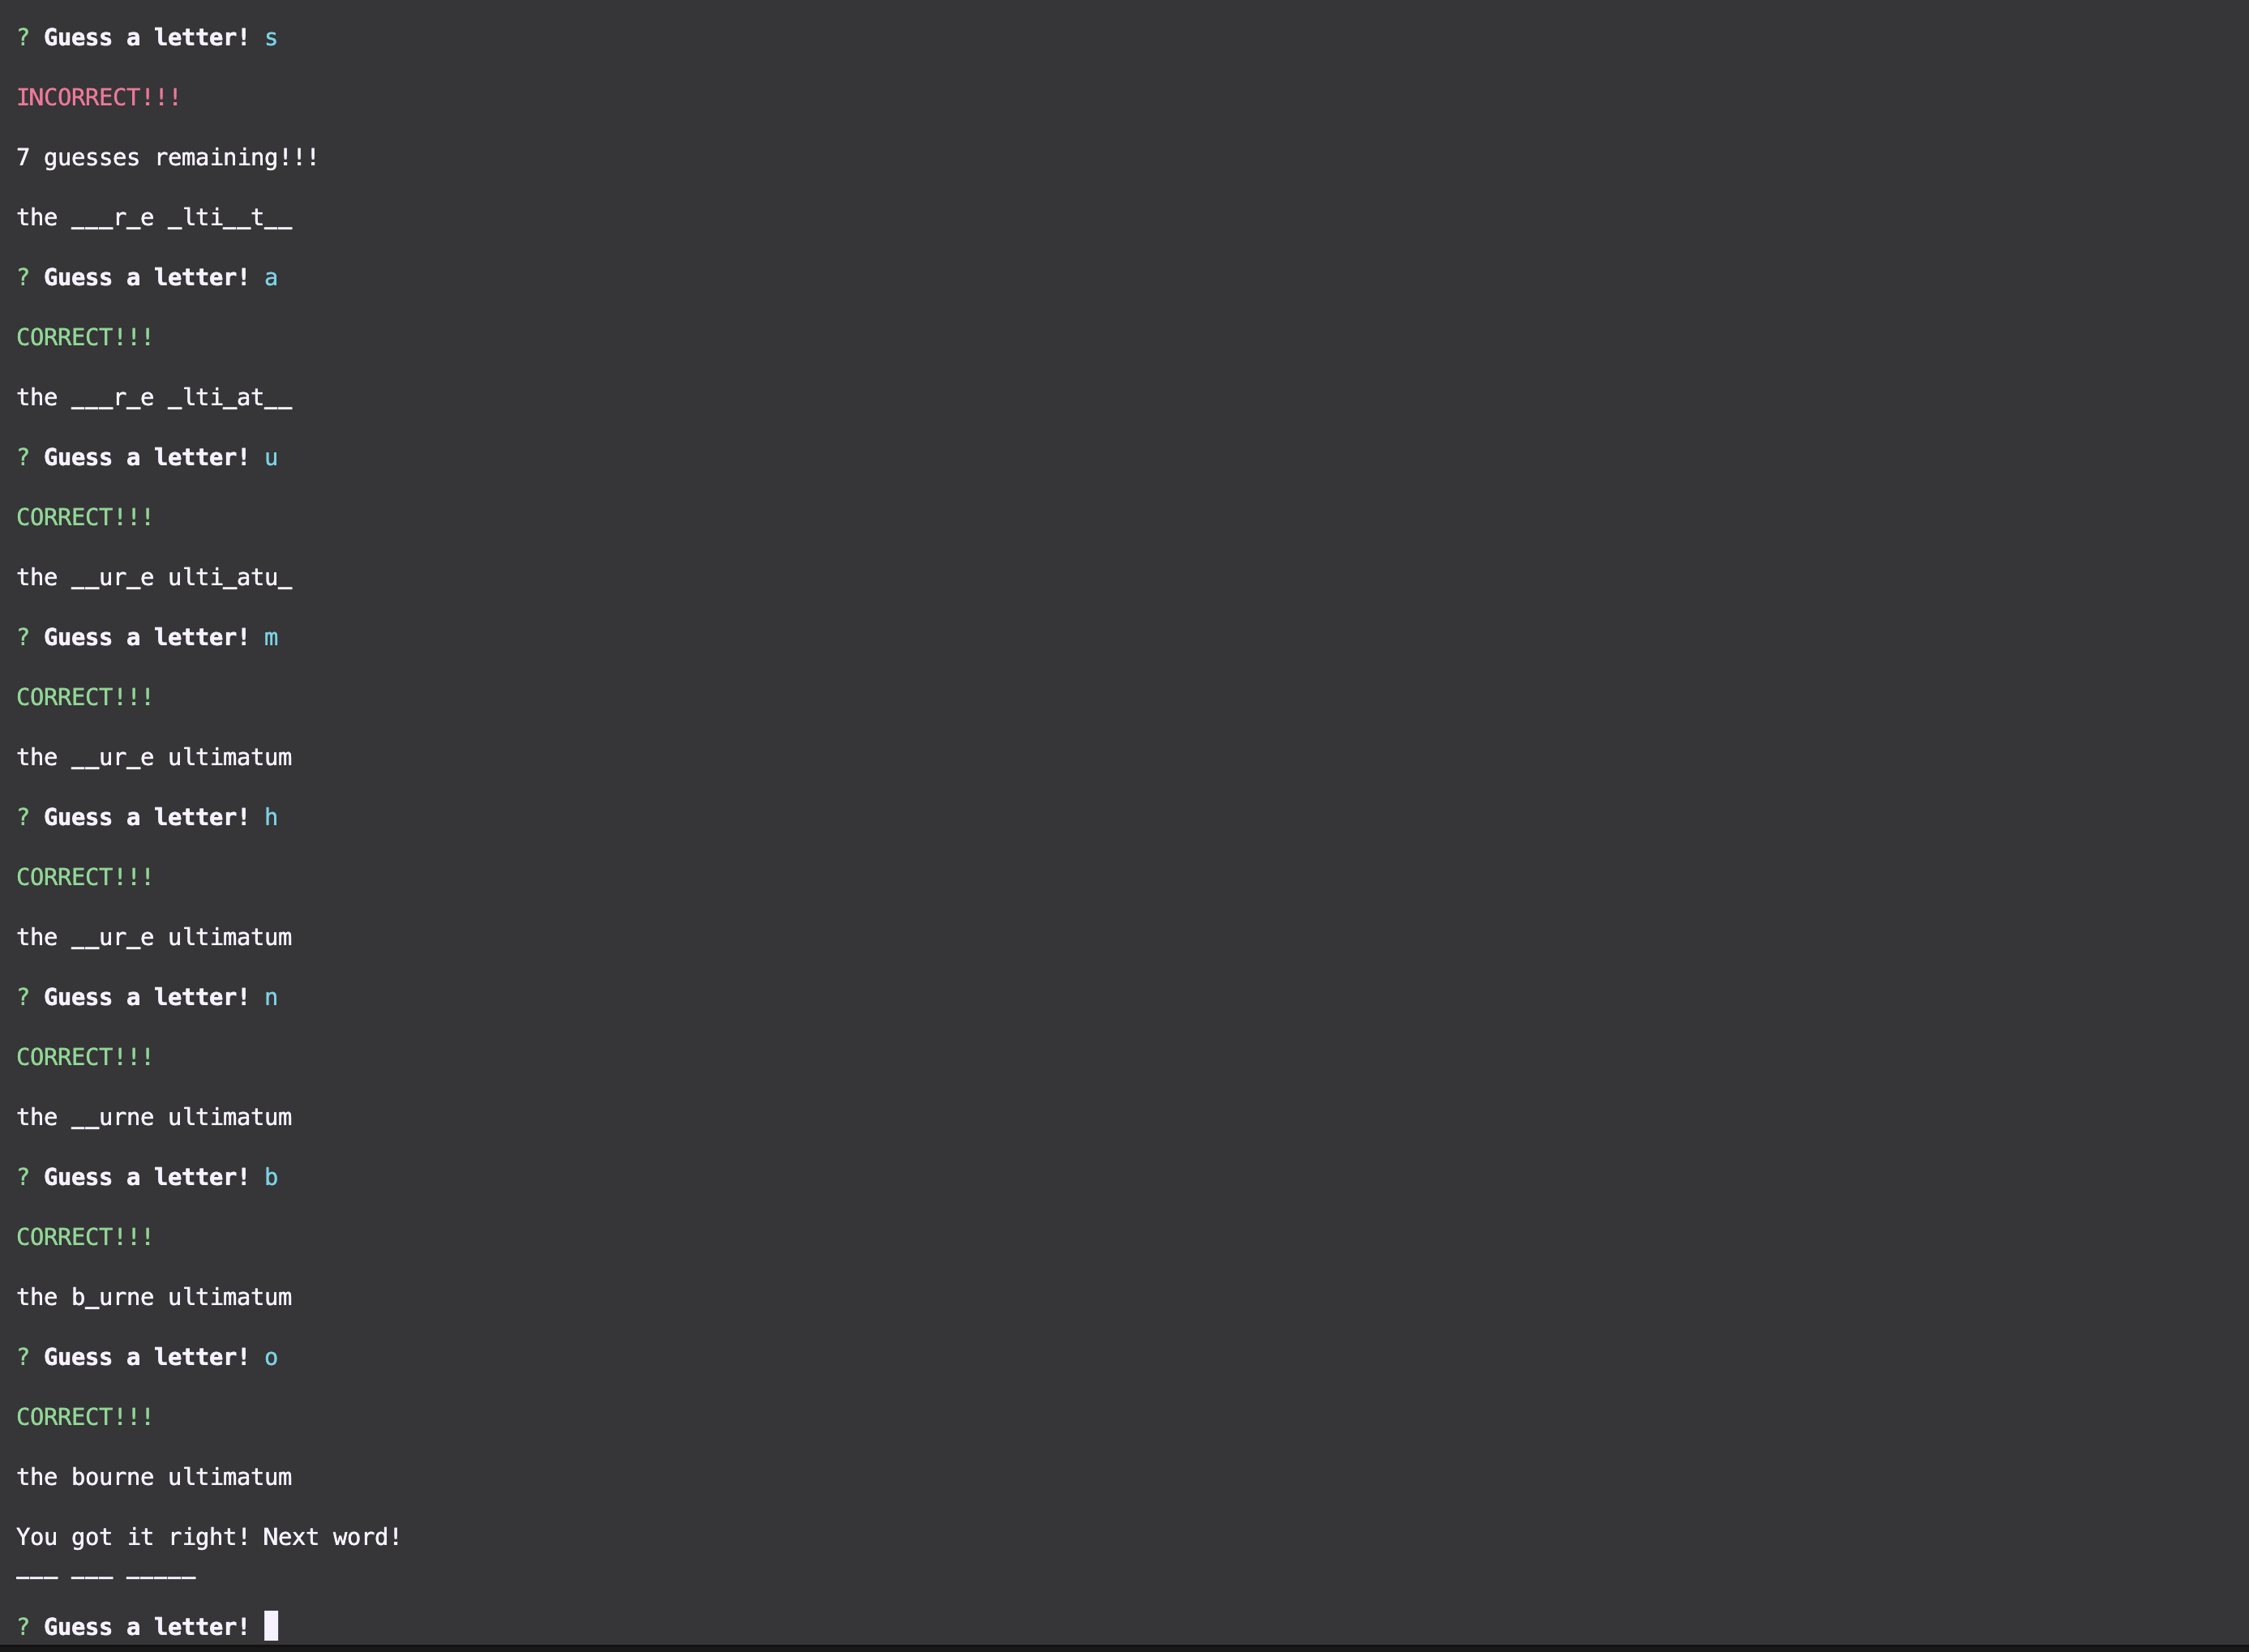 ? Guess a letter! s
INCORRECT!!!
7 guesses remaining!!!
the ___r_e _lti__t__
? Guess a letter! a
CORRECT!!!
the ___r_e _lti_at__
? Guess a letter! u
CORRECT!!!
the __ur_e ulti_atu_
? Guess a letter! m
CORRECT!!!
the __ur_e ultimatum
? Guess a letter! h
CORRECT!!!
the __ur_e ultimatum
? Guess a letter! n
CORRECT!!!
the __urne ultimatum
? Guess a letter! b
CORRECT!!!
the b_urne ultimatum
? Guess a letter! o
CORRECT!!!
the bourne ultimatum
You got it right! Next word!
___ ___ _____
? Guess a letter!